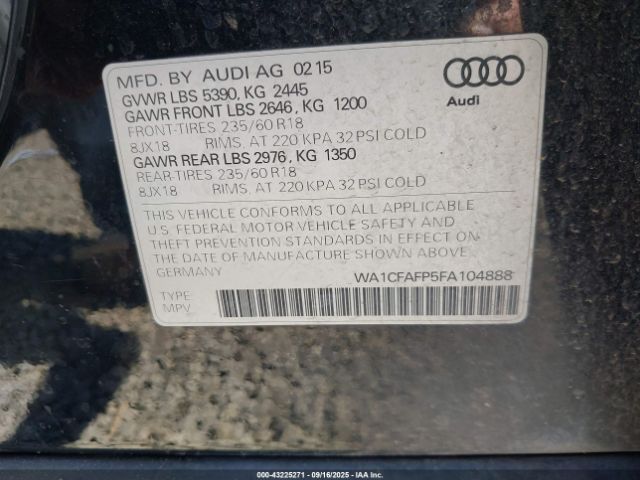 MFD. BY AUDI AG 02 15
GVWR LBS 5390, KG 2445
GAWR FRONT LBS 2646, KG 1200
FRONT-TIRES 235/60 R18
8JX18 RIMS, AT 220 KPA 32 PSI COLD
GAWR REAR LBS 2976, KG 1350
REAR-TIRES 235/60 R18
8JX18 RIMS, AT 220 KPA 32 PSI COLD
Audi
THIS VEHICLE CONFORMS TO ALL APPLICABLE
U.S. FEDERAL MOTOR VEHICLE SAFETY AND
THEFT PREVENTION STANDARDS IN EFFECT ON
THE DATE OF MANUFACTURE SHOWN ABOVE
GERMANY WA1CFAFP5FA104888
TYPE:
MPV
000-43225271 - 09/16/2025 - IAA Inc.